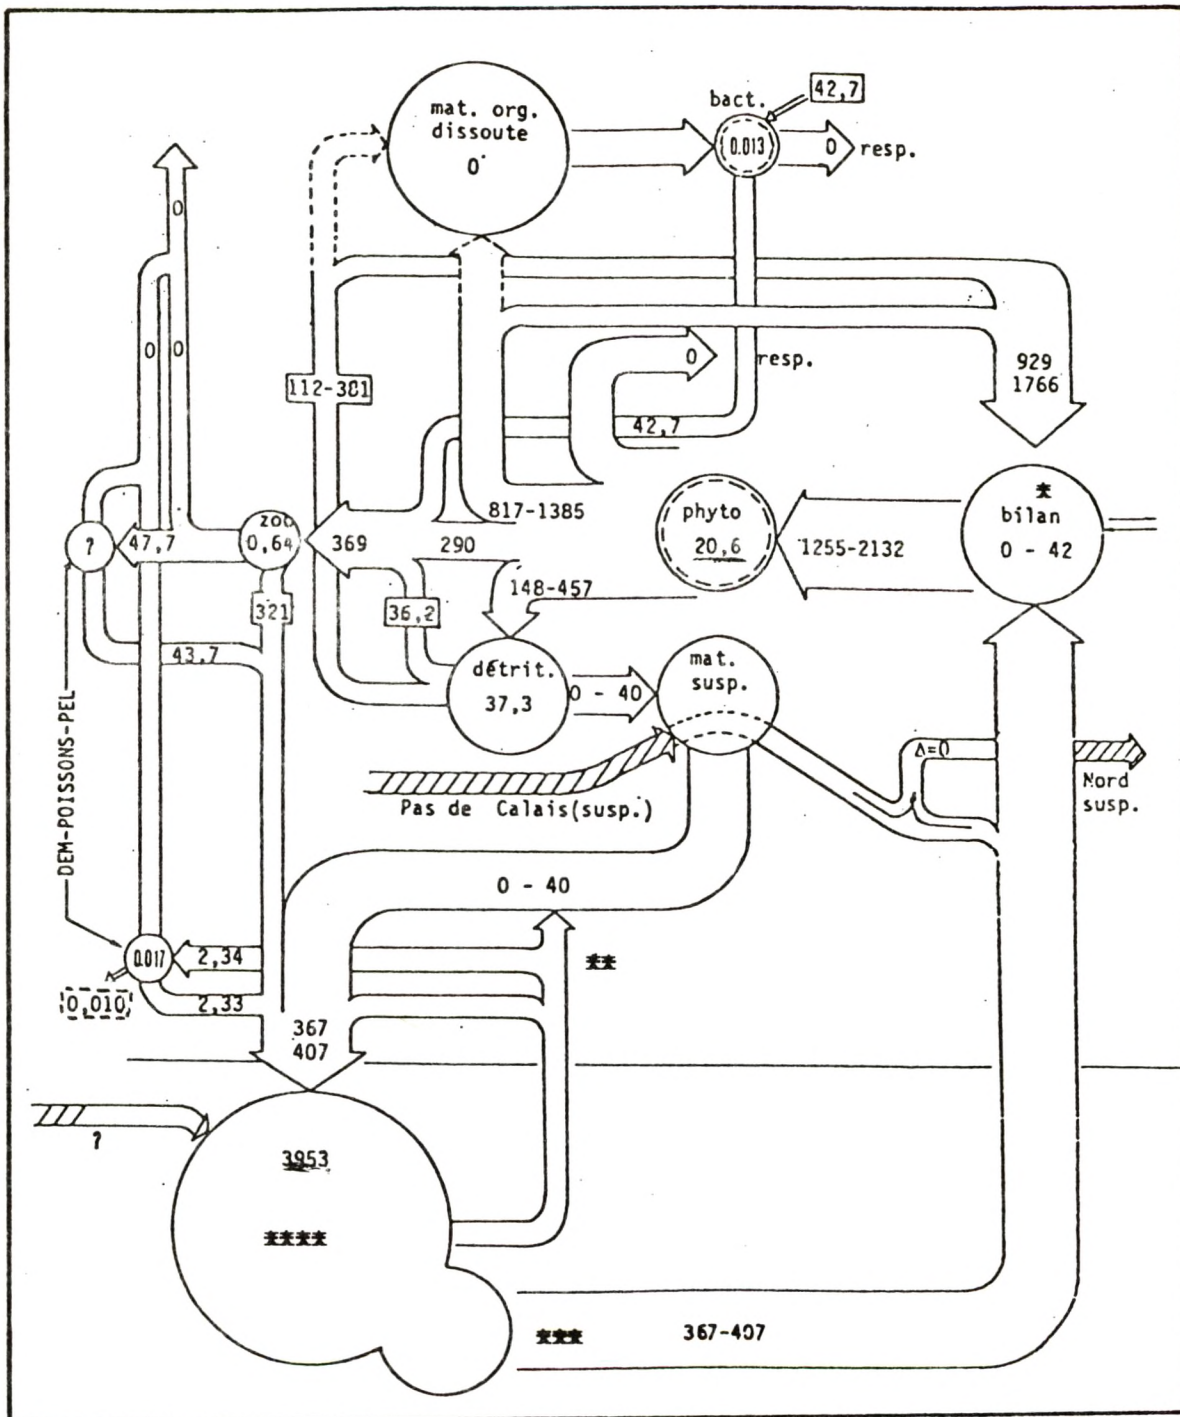 42,7
bact.
mat. org.
dissoute
0
0.013
0
resp.
0
0
0
0
resp.
929
1766
112-381
42,7
817-1385
phyto
20,6
*
bilan
0 - 42
1255-2132
?
47,7
zoo
0,64
369
290
148-457
321
36,2
43,7
détrit.
37,3
0 - 40
mat.
susp.
Δ=0
Nord
susp.
Pas de Calais(susp.)
DEM-POISSONS-PEL
0 - 40
0.017
2,34
**
0,010
2,33
367
407
?
3953
****
***
367-407